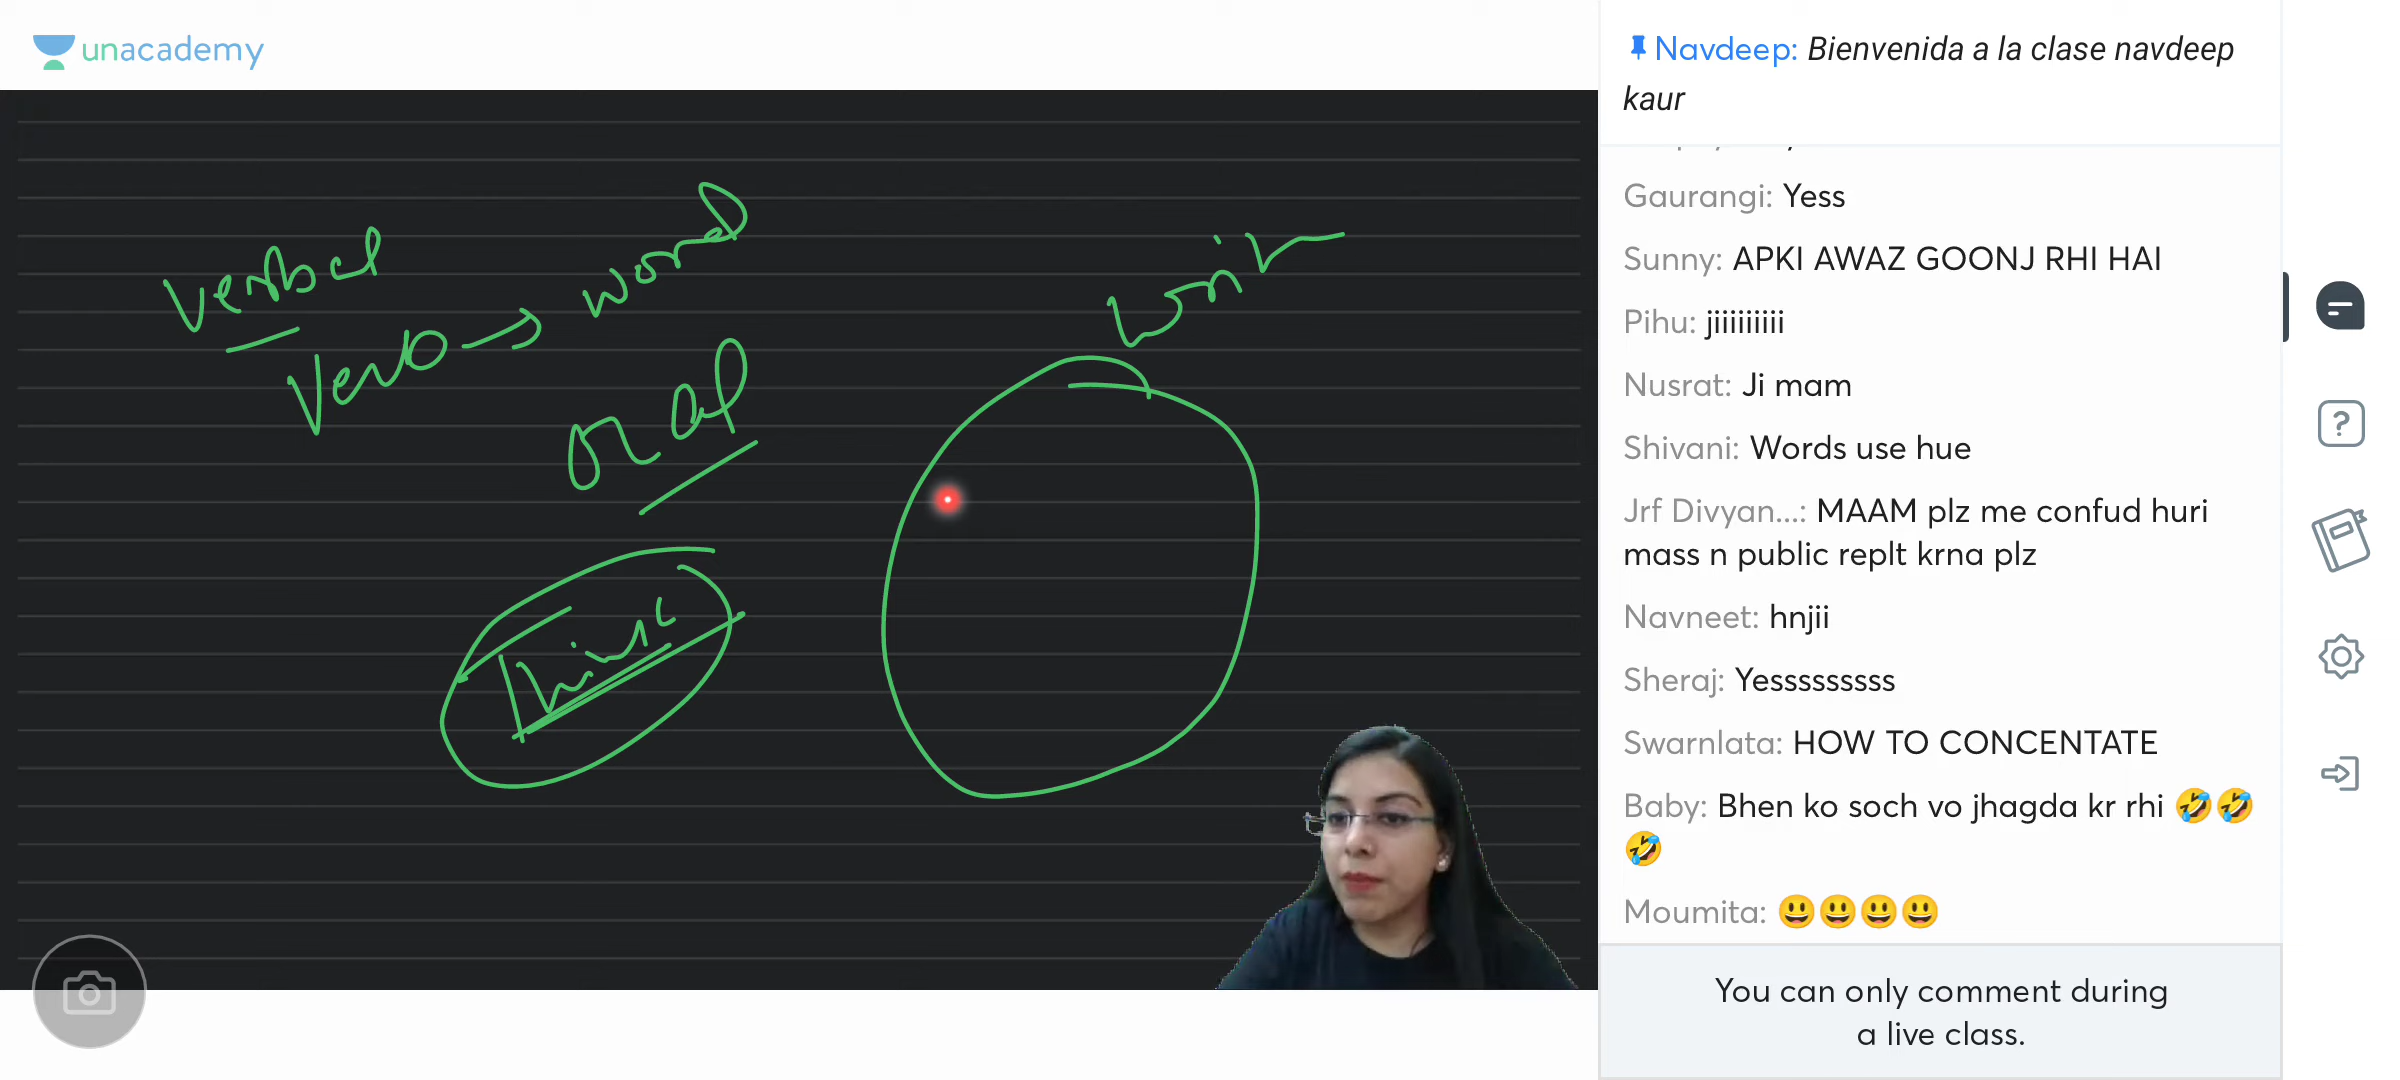 unacademy
verbal
Verb → word
oral
Think
writ
Navdeep: Bienvenida a la clase navdeep
kaur
Gaurangi: Yess
Sunny: APKI AWAZ GOONJ RHI HAI
Pihu: jiiiiiiiiii
Nusrat: Ji mam
Shivani: Words use hue
Jrf Divyan...: MAAM plz me confud huri
mass n public replt krna plz
Navneet: hnjii
Sheraj: Yesssssssss
Swarnlata: HOW TO CONCENTATE
Baby: Bhen ko soch vo jhagda kr rhi 🤣🤣
🤣
Moumita: 😃😃😃😃
You can only comment during
a live class.